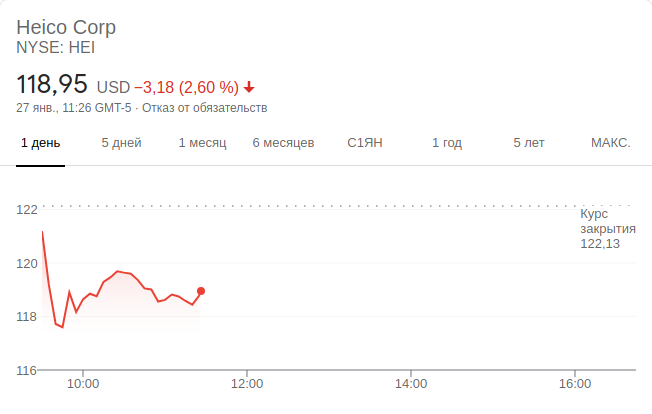 Heico Corp
NYSE: HEI
118,95 USD −3,18 (2,60 %)
27 янв., 11:26 GMT-5 · Отказ от обязательств
1 день 5 дней 1 месяц 6 месяцев С1ЯН 1 год 5 лет МАКС.
122
Курс
закрытия
122,13
120
118
116
10:00 12:00 14:00 16:00